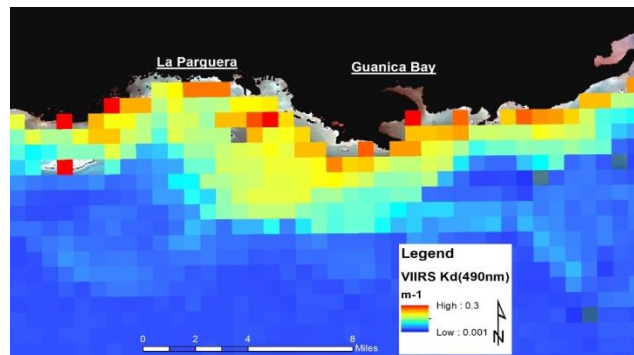 La Parguera
Guanica Bay
Legend
VIIRS Kd(490nm)
m-1
High : 0.3
Low : 0.001
N
0 2 4 8
Miles